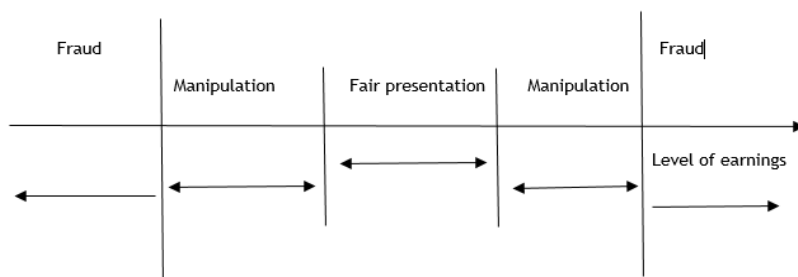 Fraud
Fraud
Manipulation
Fair presentation
Manipulation
Level of earnings